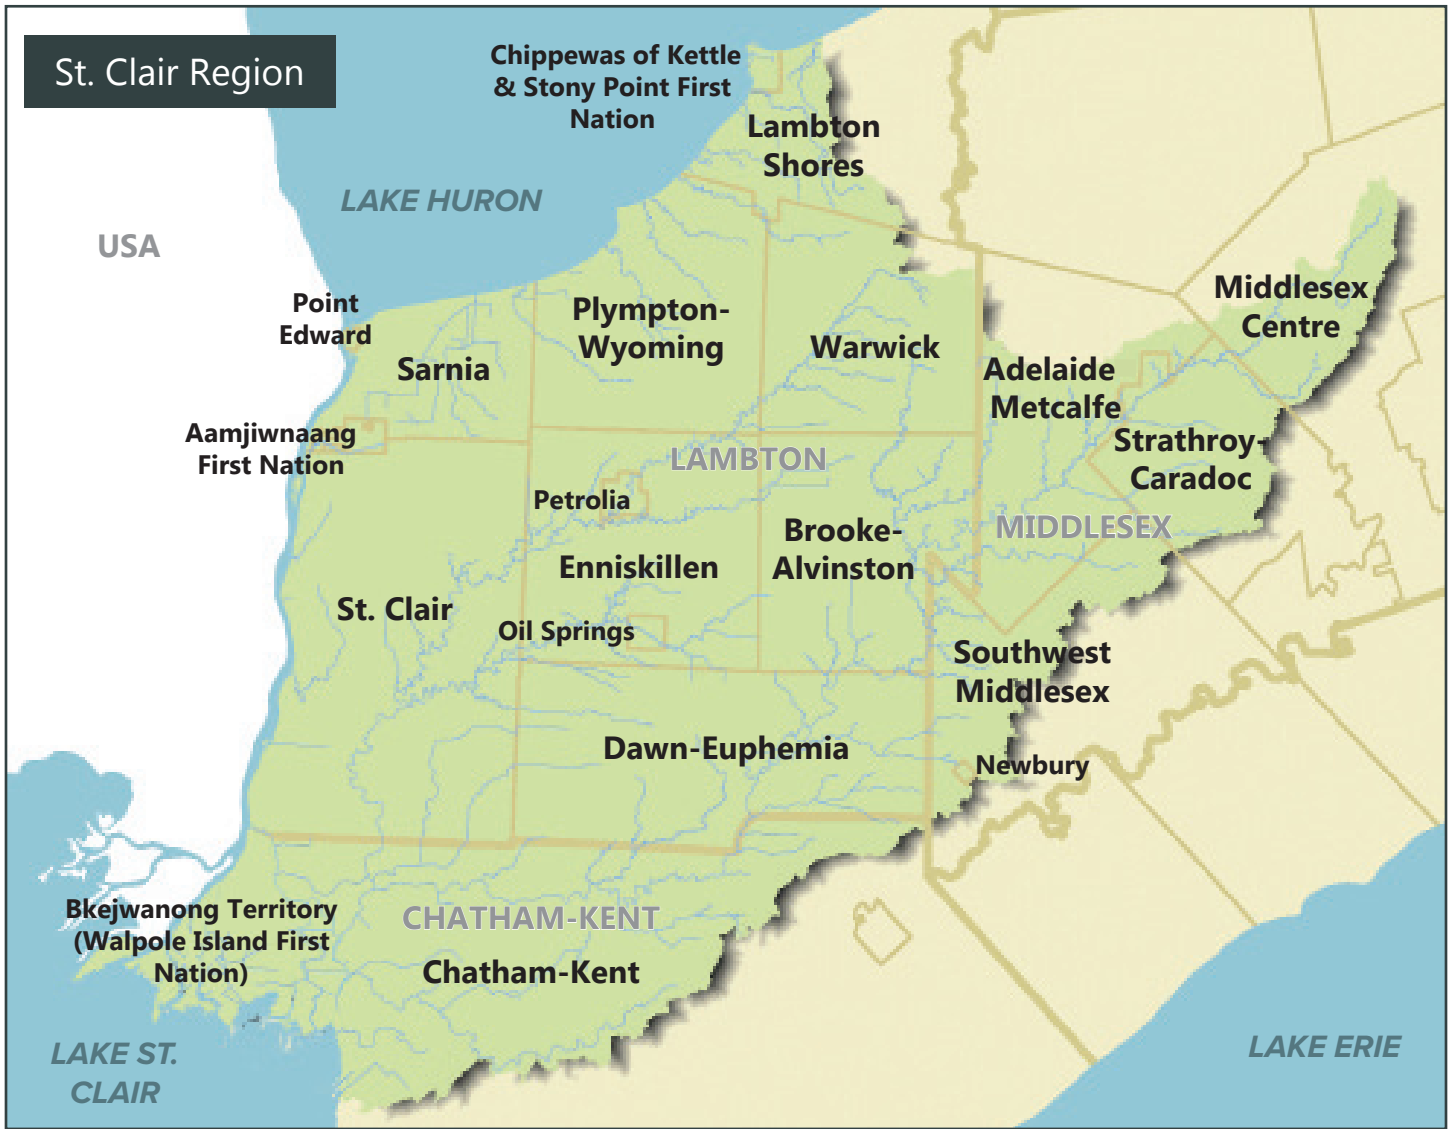 St. Clair Region
Chippewas of Kettle
& Stony Point First
Nation
Lambton
Shores
LAKE HURON
USA
Point
Edward
Sarnia
Plympton-
Wyoming
Warwick
Middlesex
Centre
Adelaide
Metcalfe
Aamjiwnaang
First Nation
LAMBTON
Strathroy-
Caradoc
Petrolia
Brooke-
Alvinston
MIDDLESEX
Enniskillen
St. Clair
Oil Springs
Southwest
Middlesex
Dawn-Euphemia
Newbury
Bkejwanong Territory
(Walpole Island First
Nation)
CHATHAM-KENT
Chatham-Kent
LAKE ST.
CLAIR
LAKE ERIE